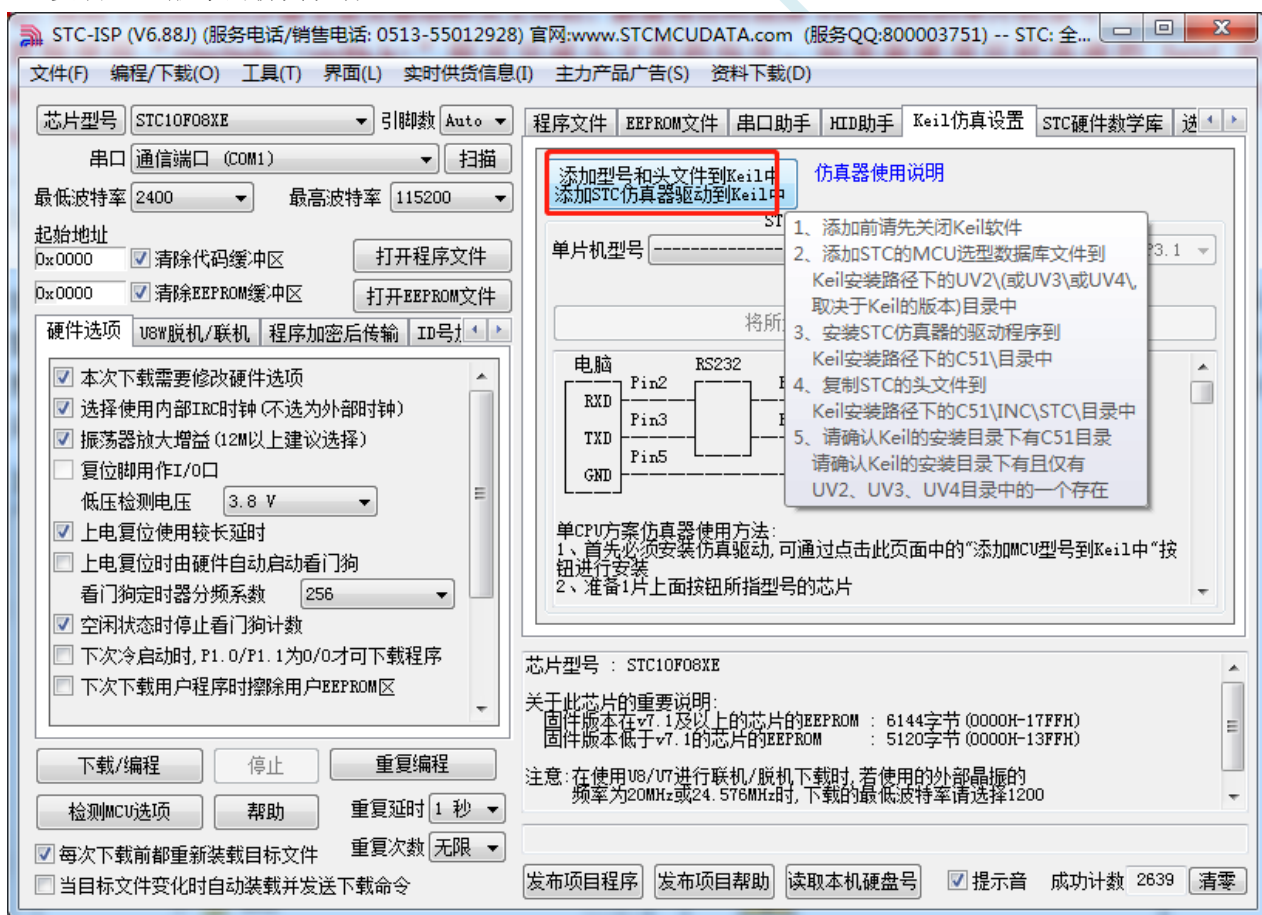 STC-ISP (V6.88J) (服务电话/销售电话: 0513-55012928) 官网:www.STCMCUDATA.com (服务QQ:800003751) -- STC: 全...
文件(F) 编程/下载(O) 工具(T) 界面(L) 实时供货信息(I) 主力产品广告(S) 资料下载(D)
芯片型号 STC10F08XE 引脚数 Auto
串口 通信端口 (COM1) 扫描
最低波特率 2400 最高波特率 115200
起始地址
0x0000 清除代码缓冲区 打开程序文件
0x0000 清除EEPROM缓冲区 打开EEPROM文件
硬件选项 U8W脱机/联机 程序加密后传输 ID号
本次下载需要修改硬件选项
选择使用内部IRC时钟(不选为外部时钟)
振荡器放大增益(12M以上建议选择)
复位脚用作I/O口
低压检测电压 3.8 V
上电复位使用较长延时
上电复位时由硬件自动启动看门狗
看门狗定时器分频系数 256
空闲状态时停止看门狗计数
下次冷启动时,P1.0/P1.1为0/0才可下载程序
下次下载用户程序时擦除用户EEPROM区
下载/编程 停止 重复编程
检测MCU选项 帮助 重复延时 1 秒
每次下载前都重新装载目标文件 重复次数 无限
当目标文件变化时自动装载并发送下载命令
程序文件 EEPROM文件 串口助手 HID助手 Keil仿真设置 STC硬件数学库
添加型号和头文件到Keil中
添加STC仿真器驱动到Keil中
仿真器使用说明
ST
单片机型号 ---------- 3.1
将所
1、添加前请先关闭Keil软件
2、添加STC的MCU选型数据库文件到
Keil安装路径下的UV2\(或UV3\或UV4\,
取决于Keil的版本)目录中
3、安装STC仿真器的驱动程序到
Keil安装路径下的C51\目录中
4、复制STC的头文件到
Keil安装路径下的C51\INC\STC\目录中
5、请确认Keil的安装目录下有C51目录
请确认Keil的安装目录下有且仅有
UV2、UV3、UV4目录中的一个存在
电脑 RS232
RXD Pin2
TXD Pin3
GND Pin5
单CPU方案仿真器使用方法:
1、首先必须安装仿真驱动,可通过点击此页面中的“添加MCU型号到Keil中“按
钮进行安装
2、准备1片上面按钮所指型号的芯片
芯片型号 : STC10F08XE
关于此芯片的重要说明:
固件版本在v7.1及以上的芯片的EEPROM : 6144字节(0000H-17FFH)
固件版本低于v7.1的芯片的EEPROM : 5120字节(0000H-13FFH)
注意:在使用U8/U7进行联机/脱机下载时,若使用的外部晶振的
频率为20MHz或24.576MHz时,下载的最低波特率请选择1200
发布项目程序 发布项目帮助 读取本机硬盘号 提示音 成功计数 2639 清零